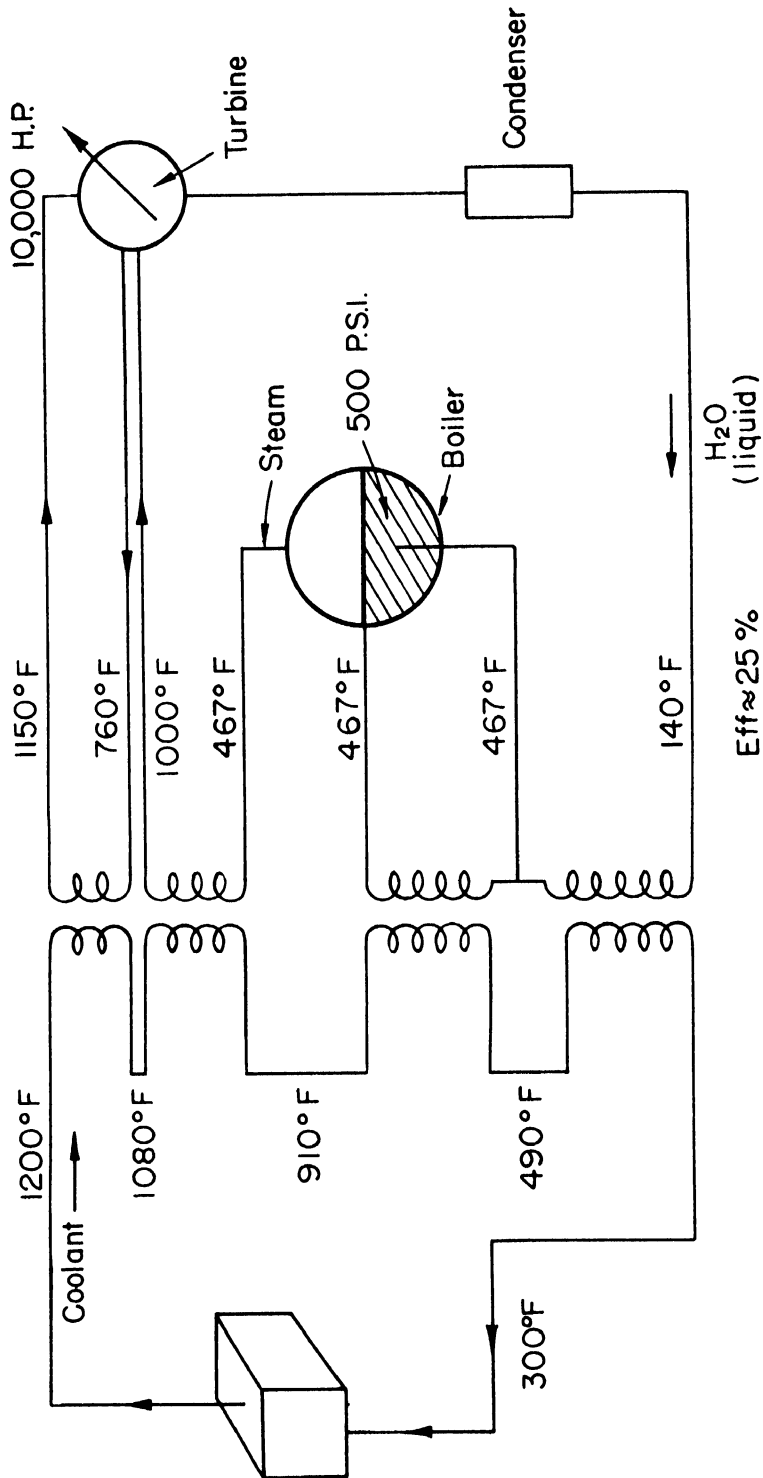 1200°F
Coolant
1080°F
910°F
490°F
300°F
1150°F
760°F
1000°F
467°F
467°F
467°F
140°F
Eff≈25%
10,000 H.P.
Turbine
Steam
500 P.S.I.
Boiler
Condenser
H₂O
(liquid)